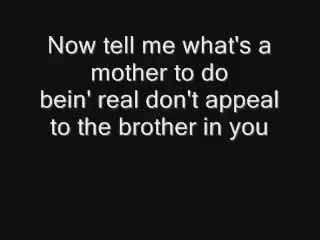 Now tell me what's a
mother to do
bein' real don't appeal
to the brother in you